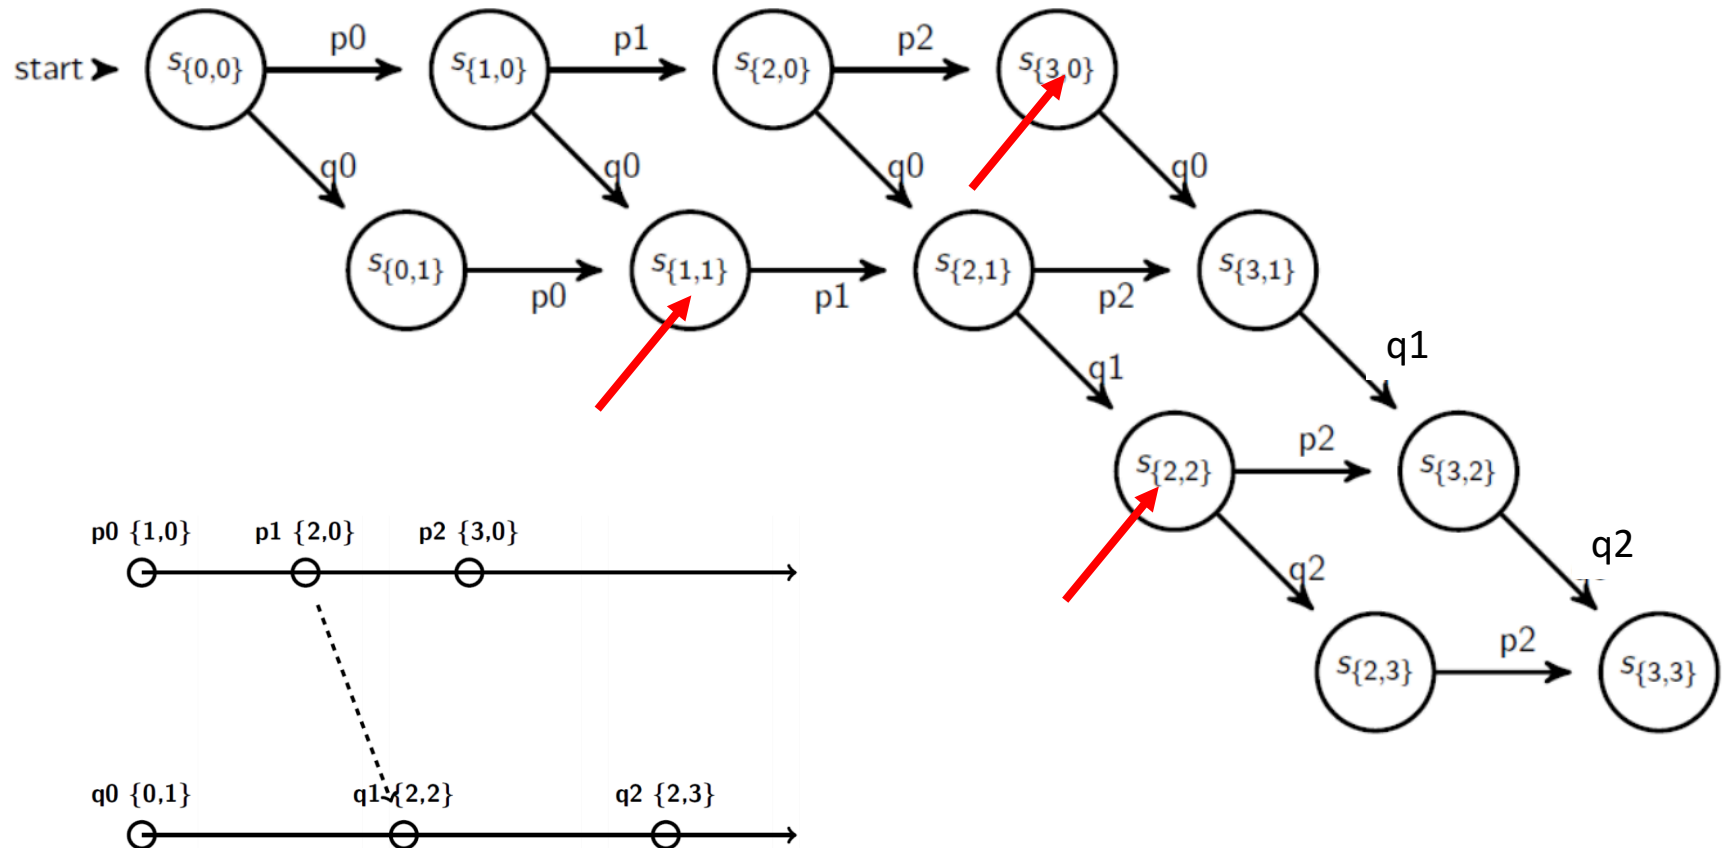 p0 p1 p2
start S{0,0} S{1,0} S{2,0} S{3,0}
q0 q0 q0 q0
S{0,1} S{1,1} S{2,1} S{3,1}
p0 p1 p2
q1 q1
p2
S{2,2} S{3,2}
q2 q2
p0 {1,0} p1 {2,0} p2 {3,0}
p2
S{2,3} S{3,3}
q0 {0,1} q1 {2,2} q2 {2,3}